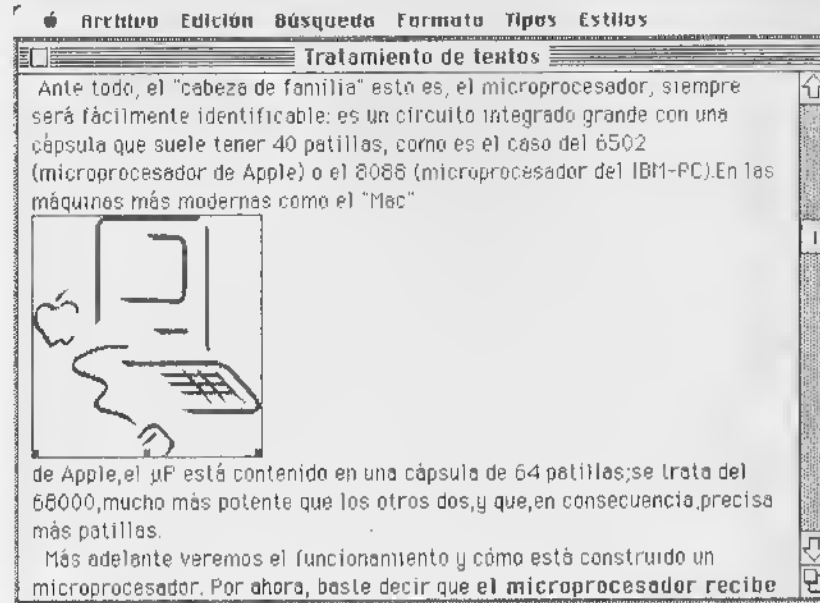 Archivo Edición Búsqueda Formato Tipos Estilos
Tratamiento de textos
Ante todo, el "cabeza de familia" esto es, el microprocesador, siempre
será fácilmente identificable: es un circuito integrado grande con una
cápsula que suele tener 40 patillas, como es el caso del 6502
(microprocesador de Apple) o el 8088 (microprocesador del IBM-PC).En las
máquinas más modernas como el "Mac"
de Apple,el µP está contenido en una cápsula de 64 patillas;se trata del
68000,mucho más potente que los otros dos,y que,en consecuencia,precisa
más patillas.
Más adelante veremos el funcionamiento y cómo está construido un
microprocesador. Por ahora, baste decir que el microprocesador recibe